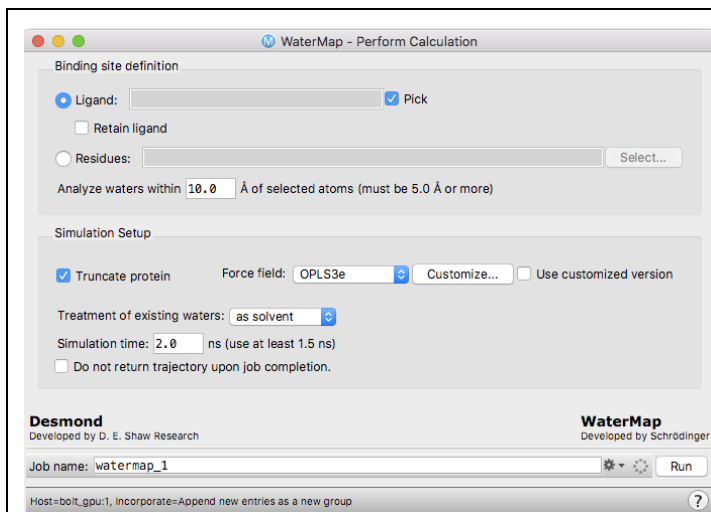 WaterMap - Perform Calculation
Binding site definition
Ligand: Pick
Retain ligand
Residues: Select...
Analyze waters within 10.0 Å of selected atoms (must be 5.0 Å or more)
Simulation Setup
Truncate protein Force field: OPLS3e Customize... Use customized version
Treatment of existing waters: as solvent
Simulation time: 2.0 ns (use at least 1.5 ns)
Do not return trajectory upon job completion.
Desmond WaterMap
Developed by D. E. Shaw Research Developed by Schrödinger
Job name: watermap_1 Run
Host=bolt_gpu:1, Incorporate=Append new entries as a new group ?